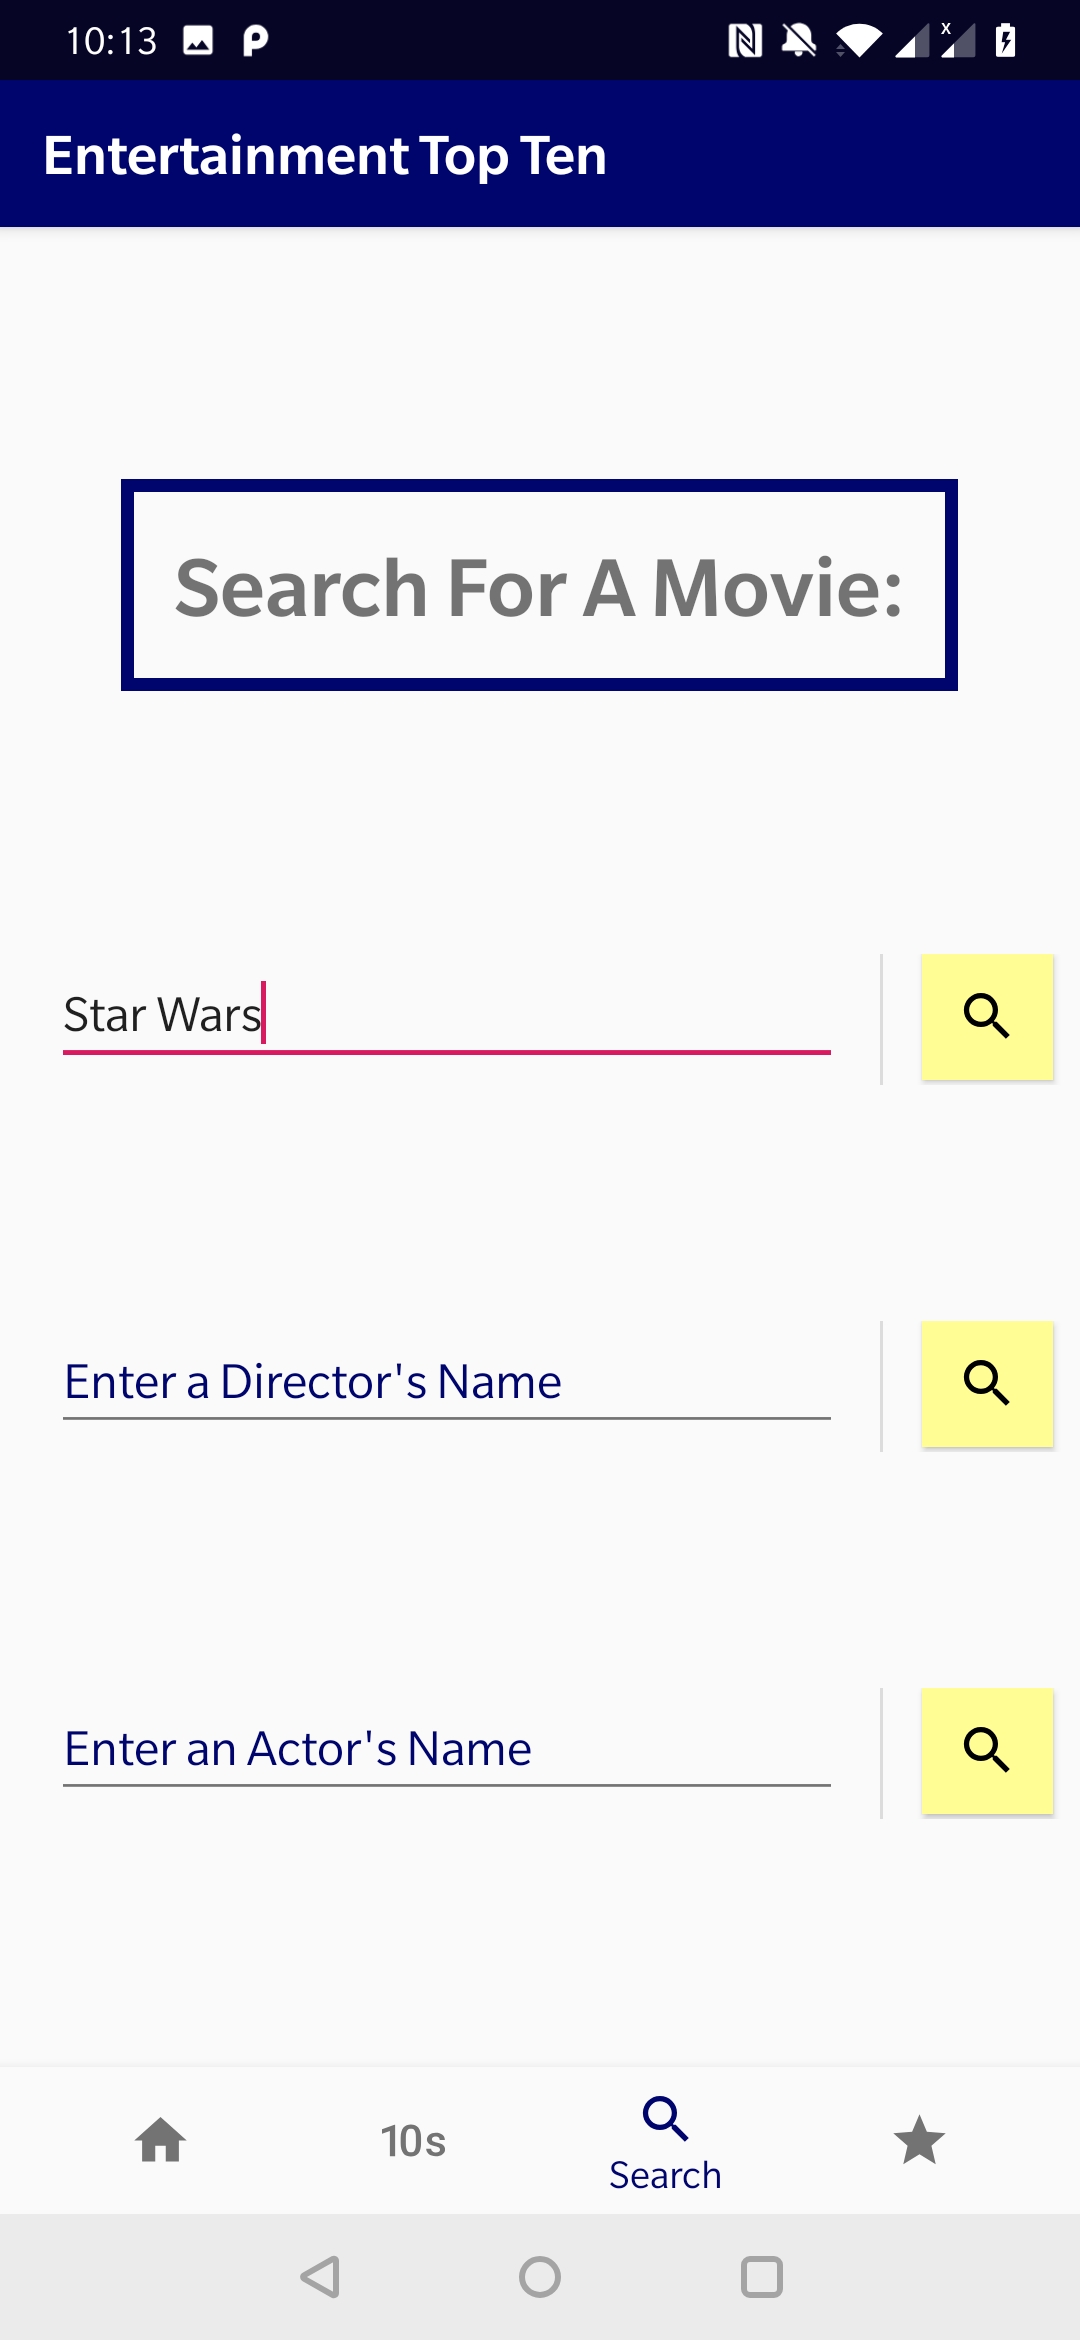 10:13
Entertainment Top Ten
Search For A Movie:
Star Wars
Enter a Director's Name
Enter an Actor's Name
10s
Search